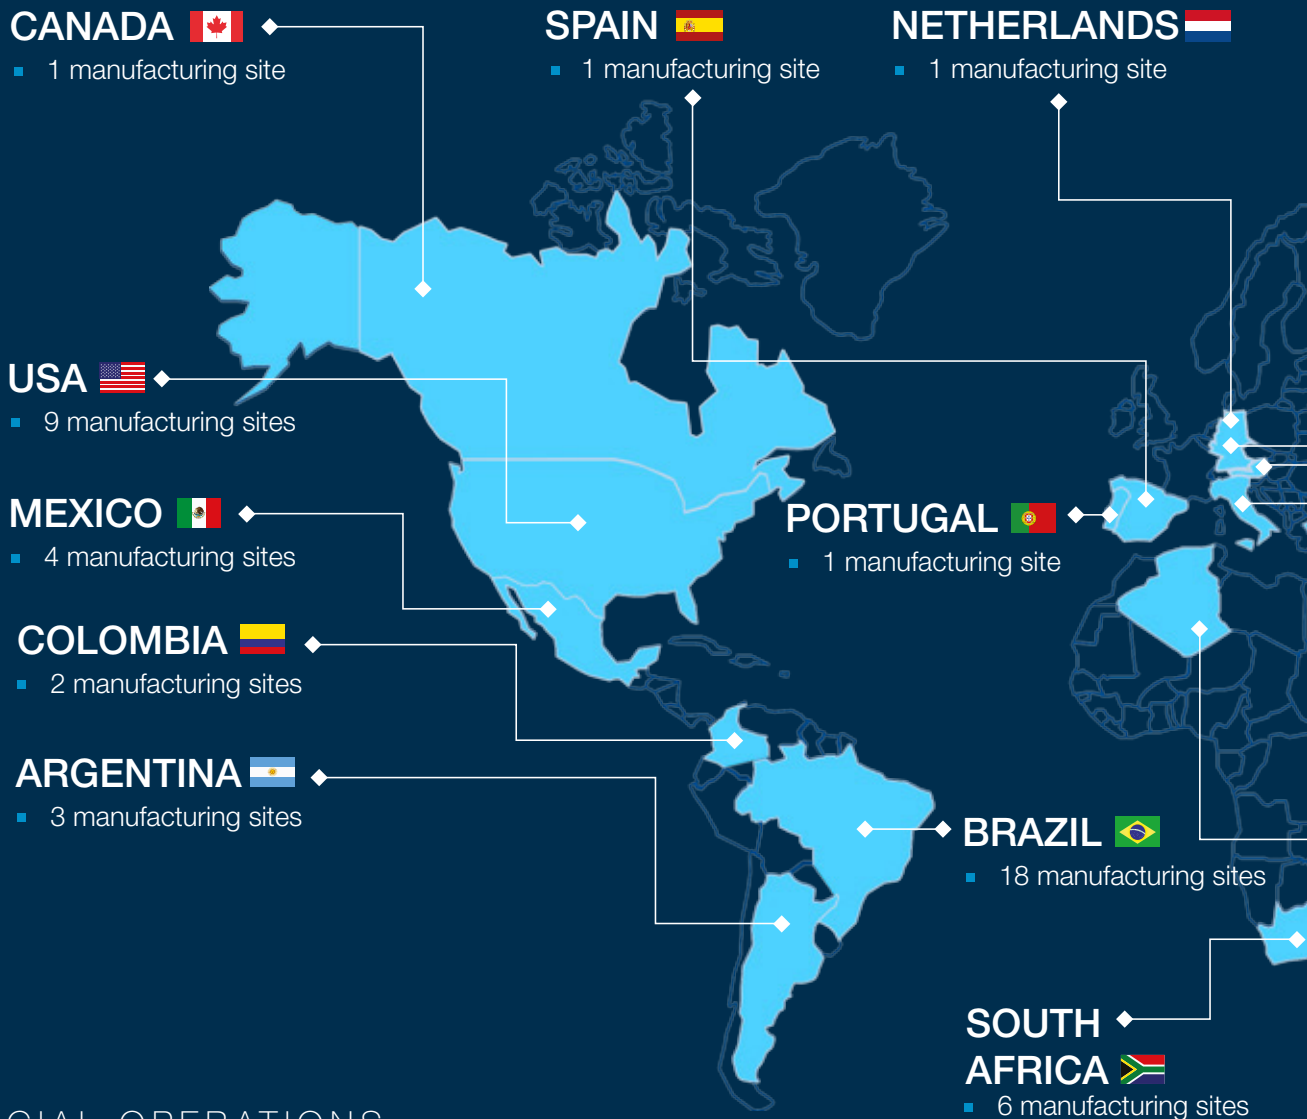 CANADA
1 manufacturing site
SPAIN
1 manufacturing site
NETHERLANDS
1 manufacturing site
USA
9 manufacturing sites
MEXICO
4 manufacturing sites
PORTUGAL
1 manufacturing site
COLOMBIA
2 manufacturing sites
ARGENTINA
3 manufacturing sites
BRAZIL
18 manufacturing sites
SOUTH
AFRICA
6 manufacturing sites
OPERATIONS